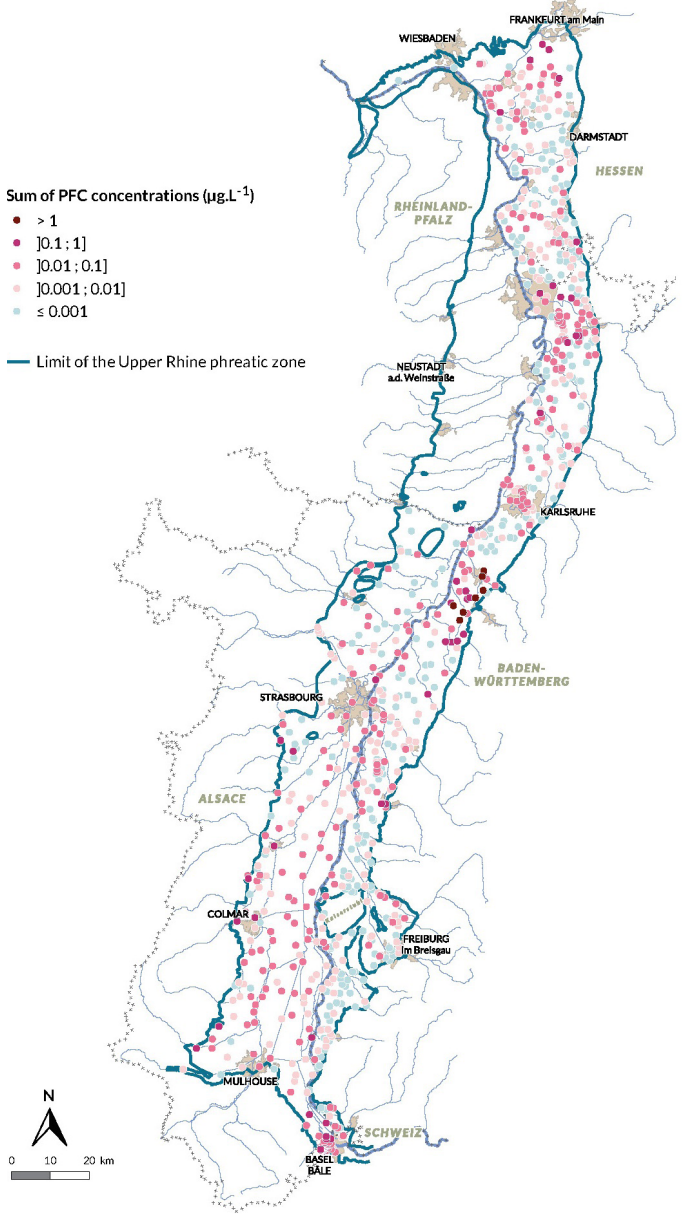 FRANKFURT am Main
WIESBADEN
DARMSTADT
HESSEN
Sum of PFC concentrations (µg.L-1)
> 1
]0.1 ; 1]
]0.01 ; 0.1]
]0.001 ; 0.01]
≤ 0.001
Limit of the Upper Rhine phreatic zone
RHEINLAND-
PFALZ
NEUSTADT
a.d. Weinstraße
KARLSRUHE
BADEN-
WÜRTTEMBERG
STRASBOURG
ALSACE
Kaiserstuhl
COLMAR
FREIBURG
im Breisgau
MULHOUSE
N
0 10 20 km
SCHWEIZ
BASEL
BÂLE